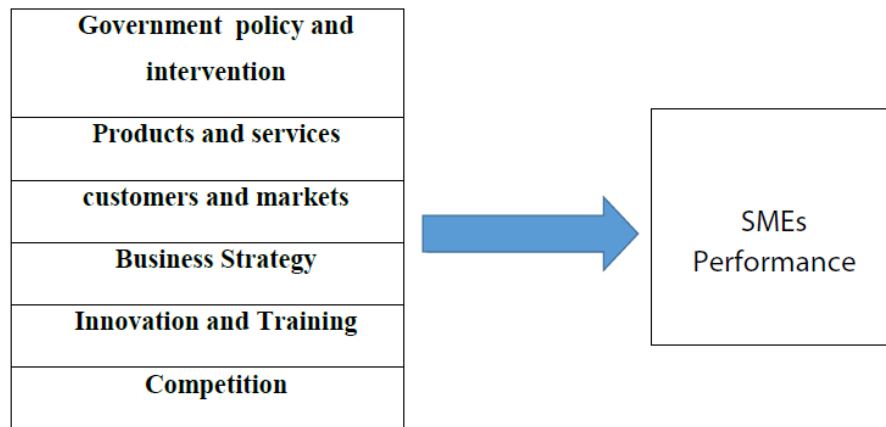 Government policy and
intervention
Products and services
customers and markets
Business Strategy
Innovation and Training
Competition
SMEs
Performance